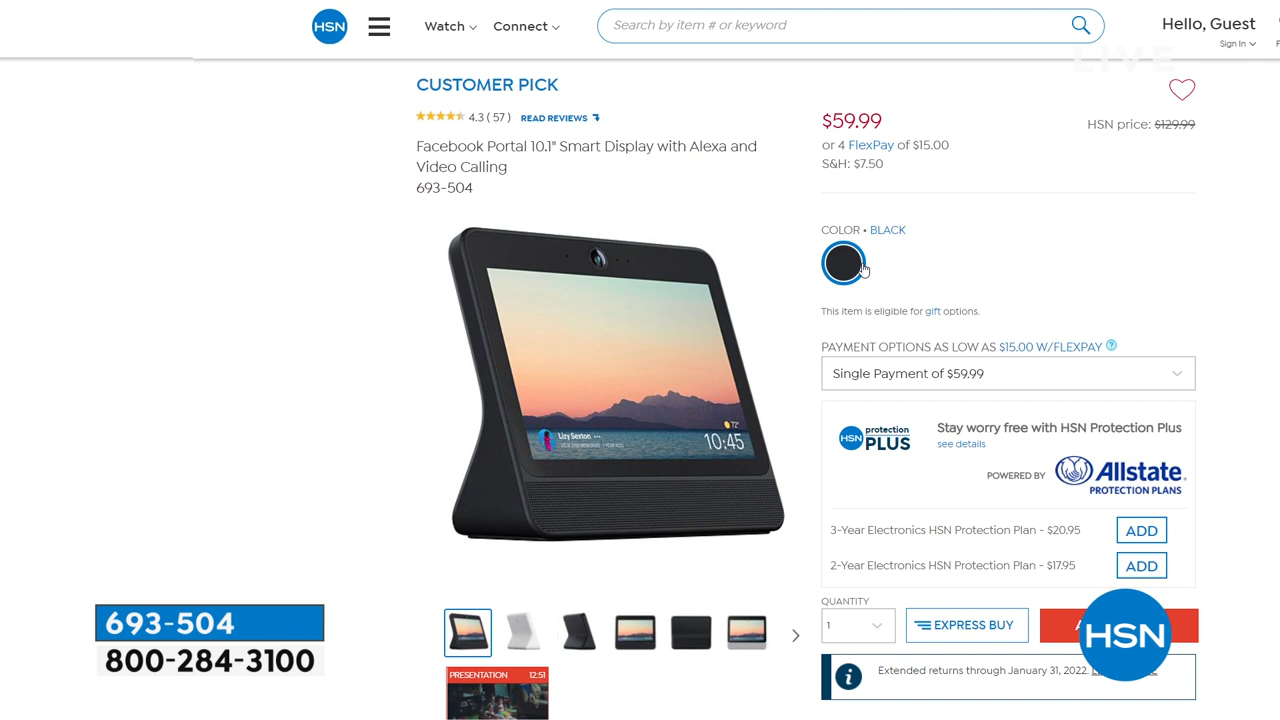 HSN
Watch
Connect
Search by item # or keyword
Hello, Guest
Sign In
LIVE
CUSTOMER PICK
4.3 ( 57 ) READ REVIEWS
Facebook Portal 10.1" Smart Display with Alexa and
Video Calling
693-504
$59.99
HSN price: $129.99
or 4 FlexPay of $15.00
S&H: $7.50
COLOR • BLACK
This item is eligible for gift options.
PAYMENT OPTIONS AS LOW AS $15.00 W/FLEXPAY ?
Single Payment of $59.99
HSN protection PLUS
Stay worry free with HSN Protection Plus
see details
POWERED BY Allstate.
PROTECTION PLANS
3-Year Electronics HSN Protection Plan - $20.95 ADD
2-Year Electronics HSN Protection Plan - $17.95 ADD
QUANTITY
1
EXPRESS BUY
HSN
Extended returns through January 31, 2022.
Lizy Sexton
72°
10:45
693-504
800-284-3100
PRESENTATION 12:51